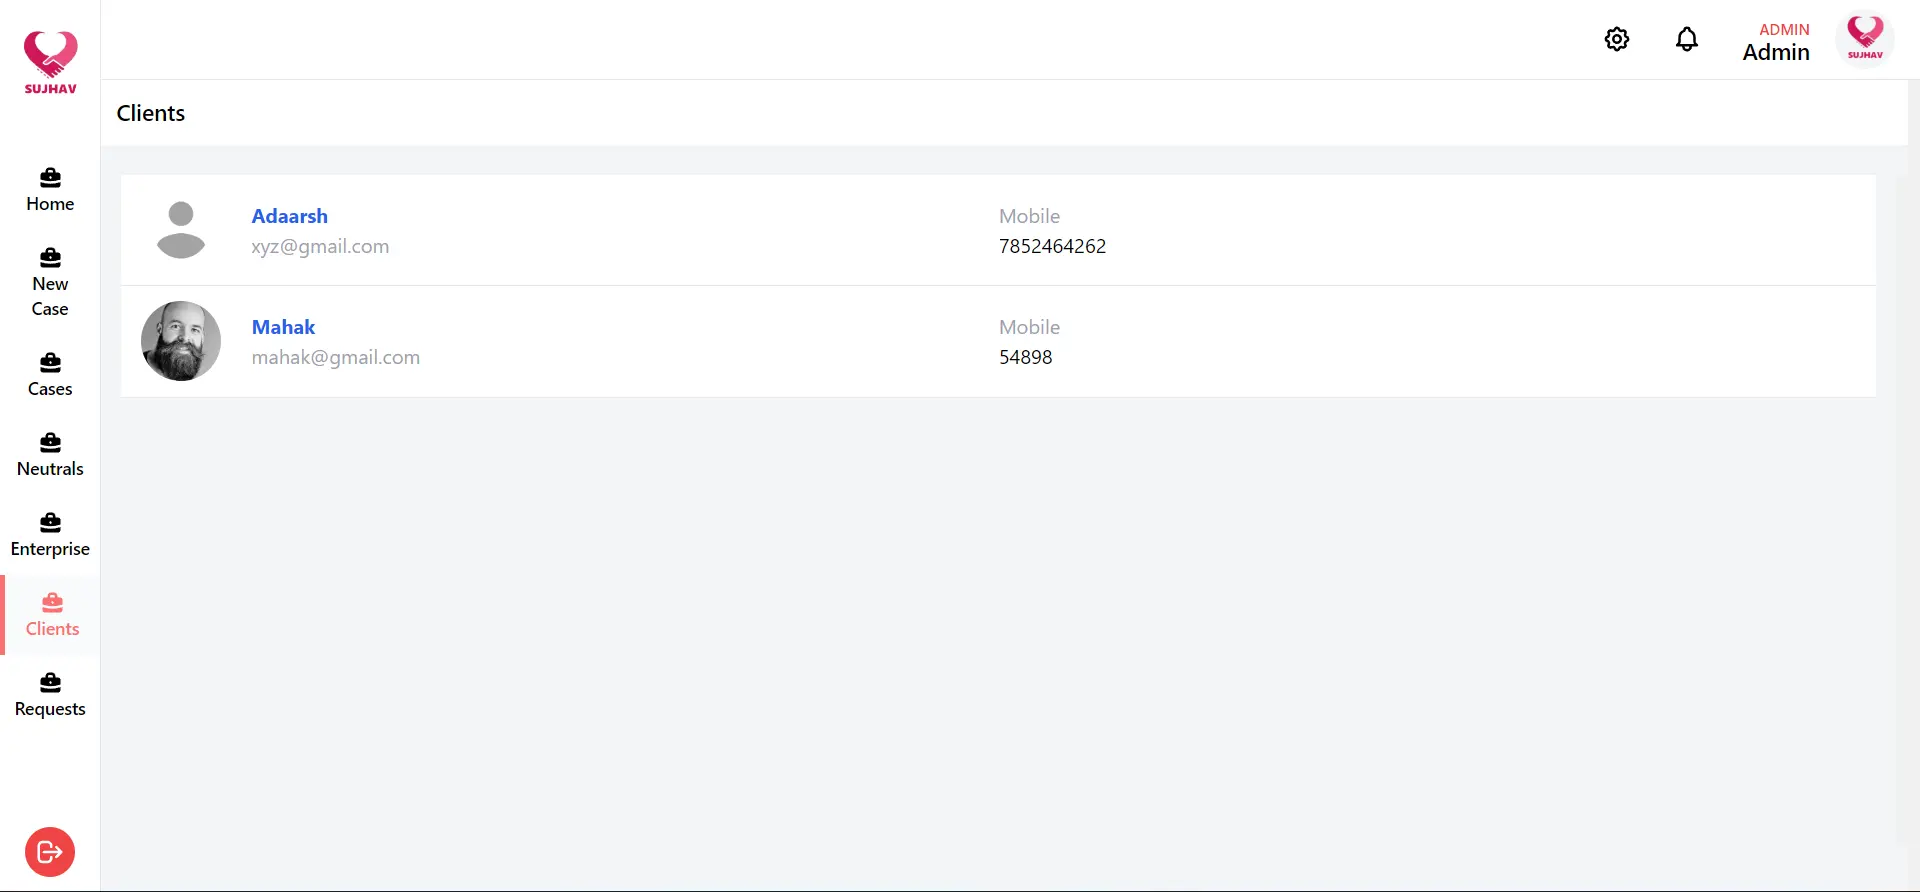 SUJHAV
ADMIN
Admin
SUJHAV
Clients
Home
New
Case
Cases
Neutrals
Enterprise
Clients
Requests
Adaarsh
xyz@gmail.com
Mobile
7852464262
Mahak
mahak@gmail.com
Mobile
54898